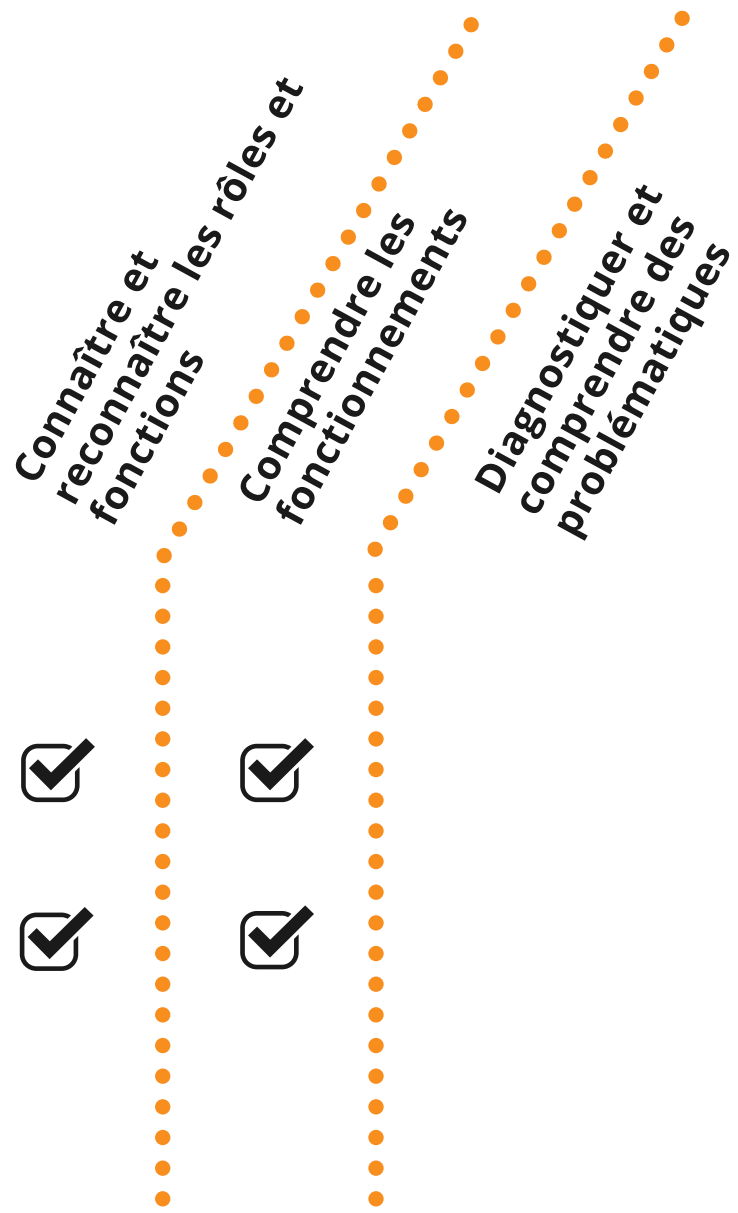 Connaître et
reconnaître les rôles et
fonctions
Comprendre les
fonctionnements
Diagnostiquer et
comprendre des
problématiques